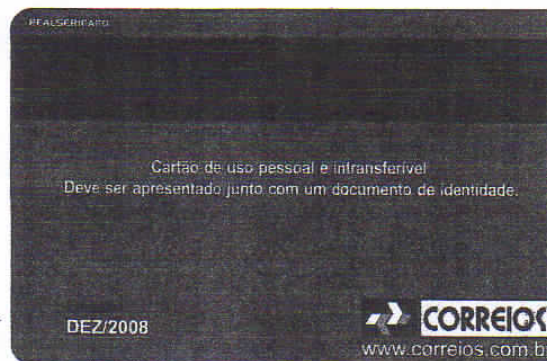 Cartão de uso pessoal e intransferível
Deve ser apresentado junto com um documento de identidade.
DEZ/2008
CORREIOS
www.correios.com.b